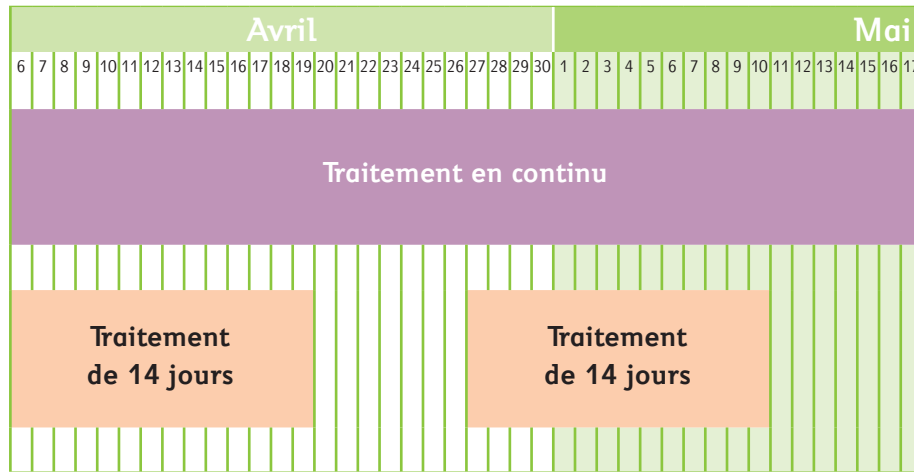 Avril Mai
6 7 8 9 10 11 12 13 14 15 16 17 18 19 20 21 22 23 24 25 26 27 28 29 30 1 2 3 4 5 6 7 8 9 10 11 12 13 14 15 16 17
Traitement en continu
Traitement Traitement
de 14 jours de 14 jours